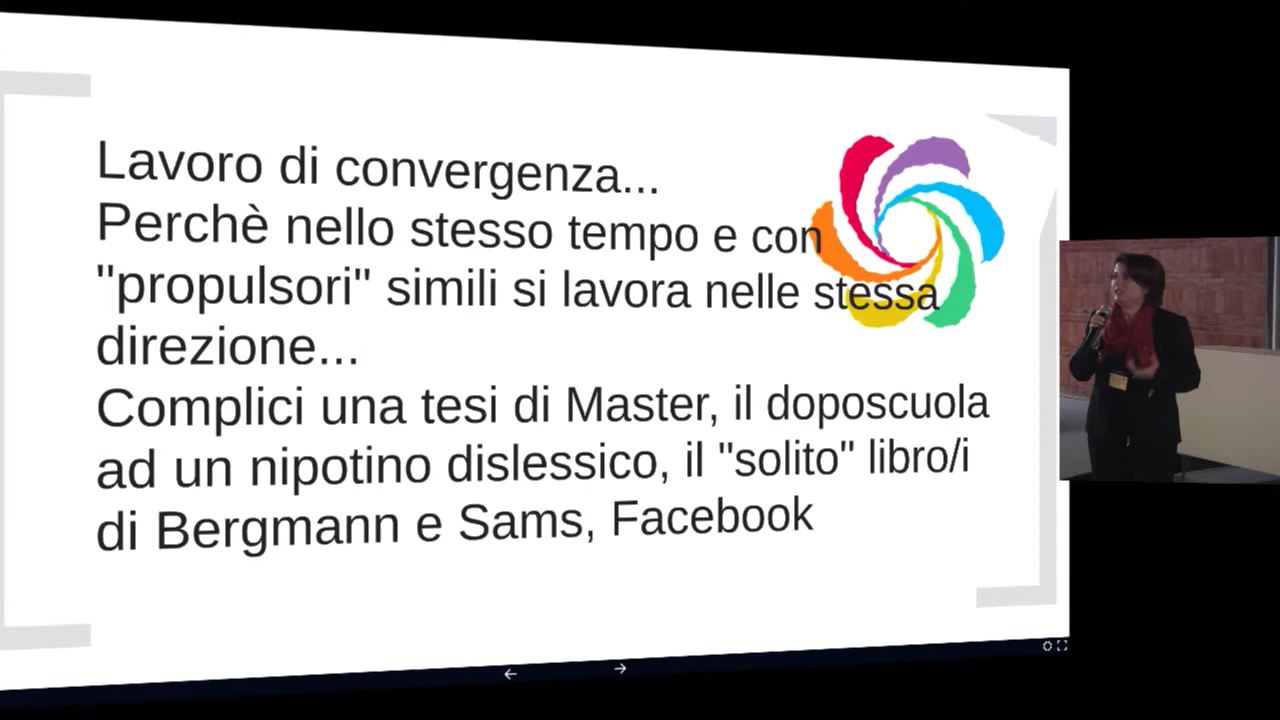 Lavoro di convergenza...
Perchè nello stesso tempo e con
"propulsori" simili si lavora nelle stessa
direzione...
Complici una tesi di Master, il doposcuola
ad un nipotino dislessico, il "solito" libro/i
di Bergmann e Sams, Facebook